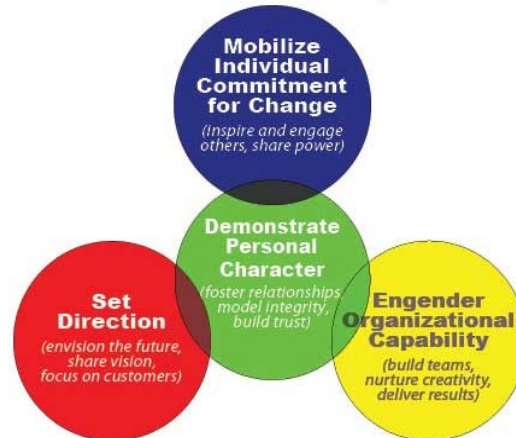 Mobilize
Individual
Commitment
for Change
(inspire and engage
others, share power)
Demonstrate
Personal
Character
(foster relationships,
model integrity,
build trust)
Set
Direction
(envision the future,
share vision,
focus on customers)
Engender
Organizational
Capability
(build teams,
nurture creativity,
deliver results)